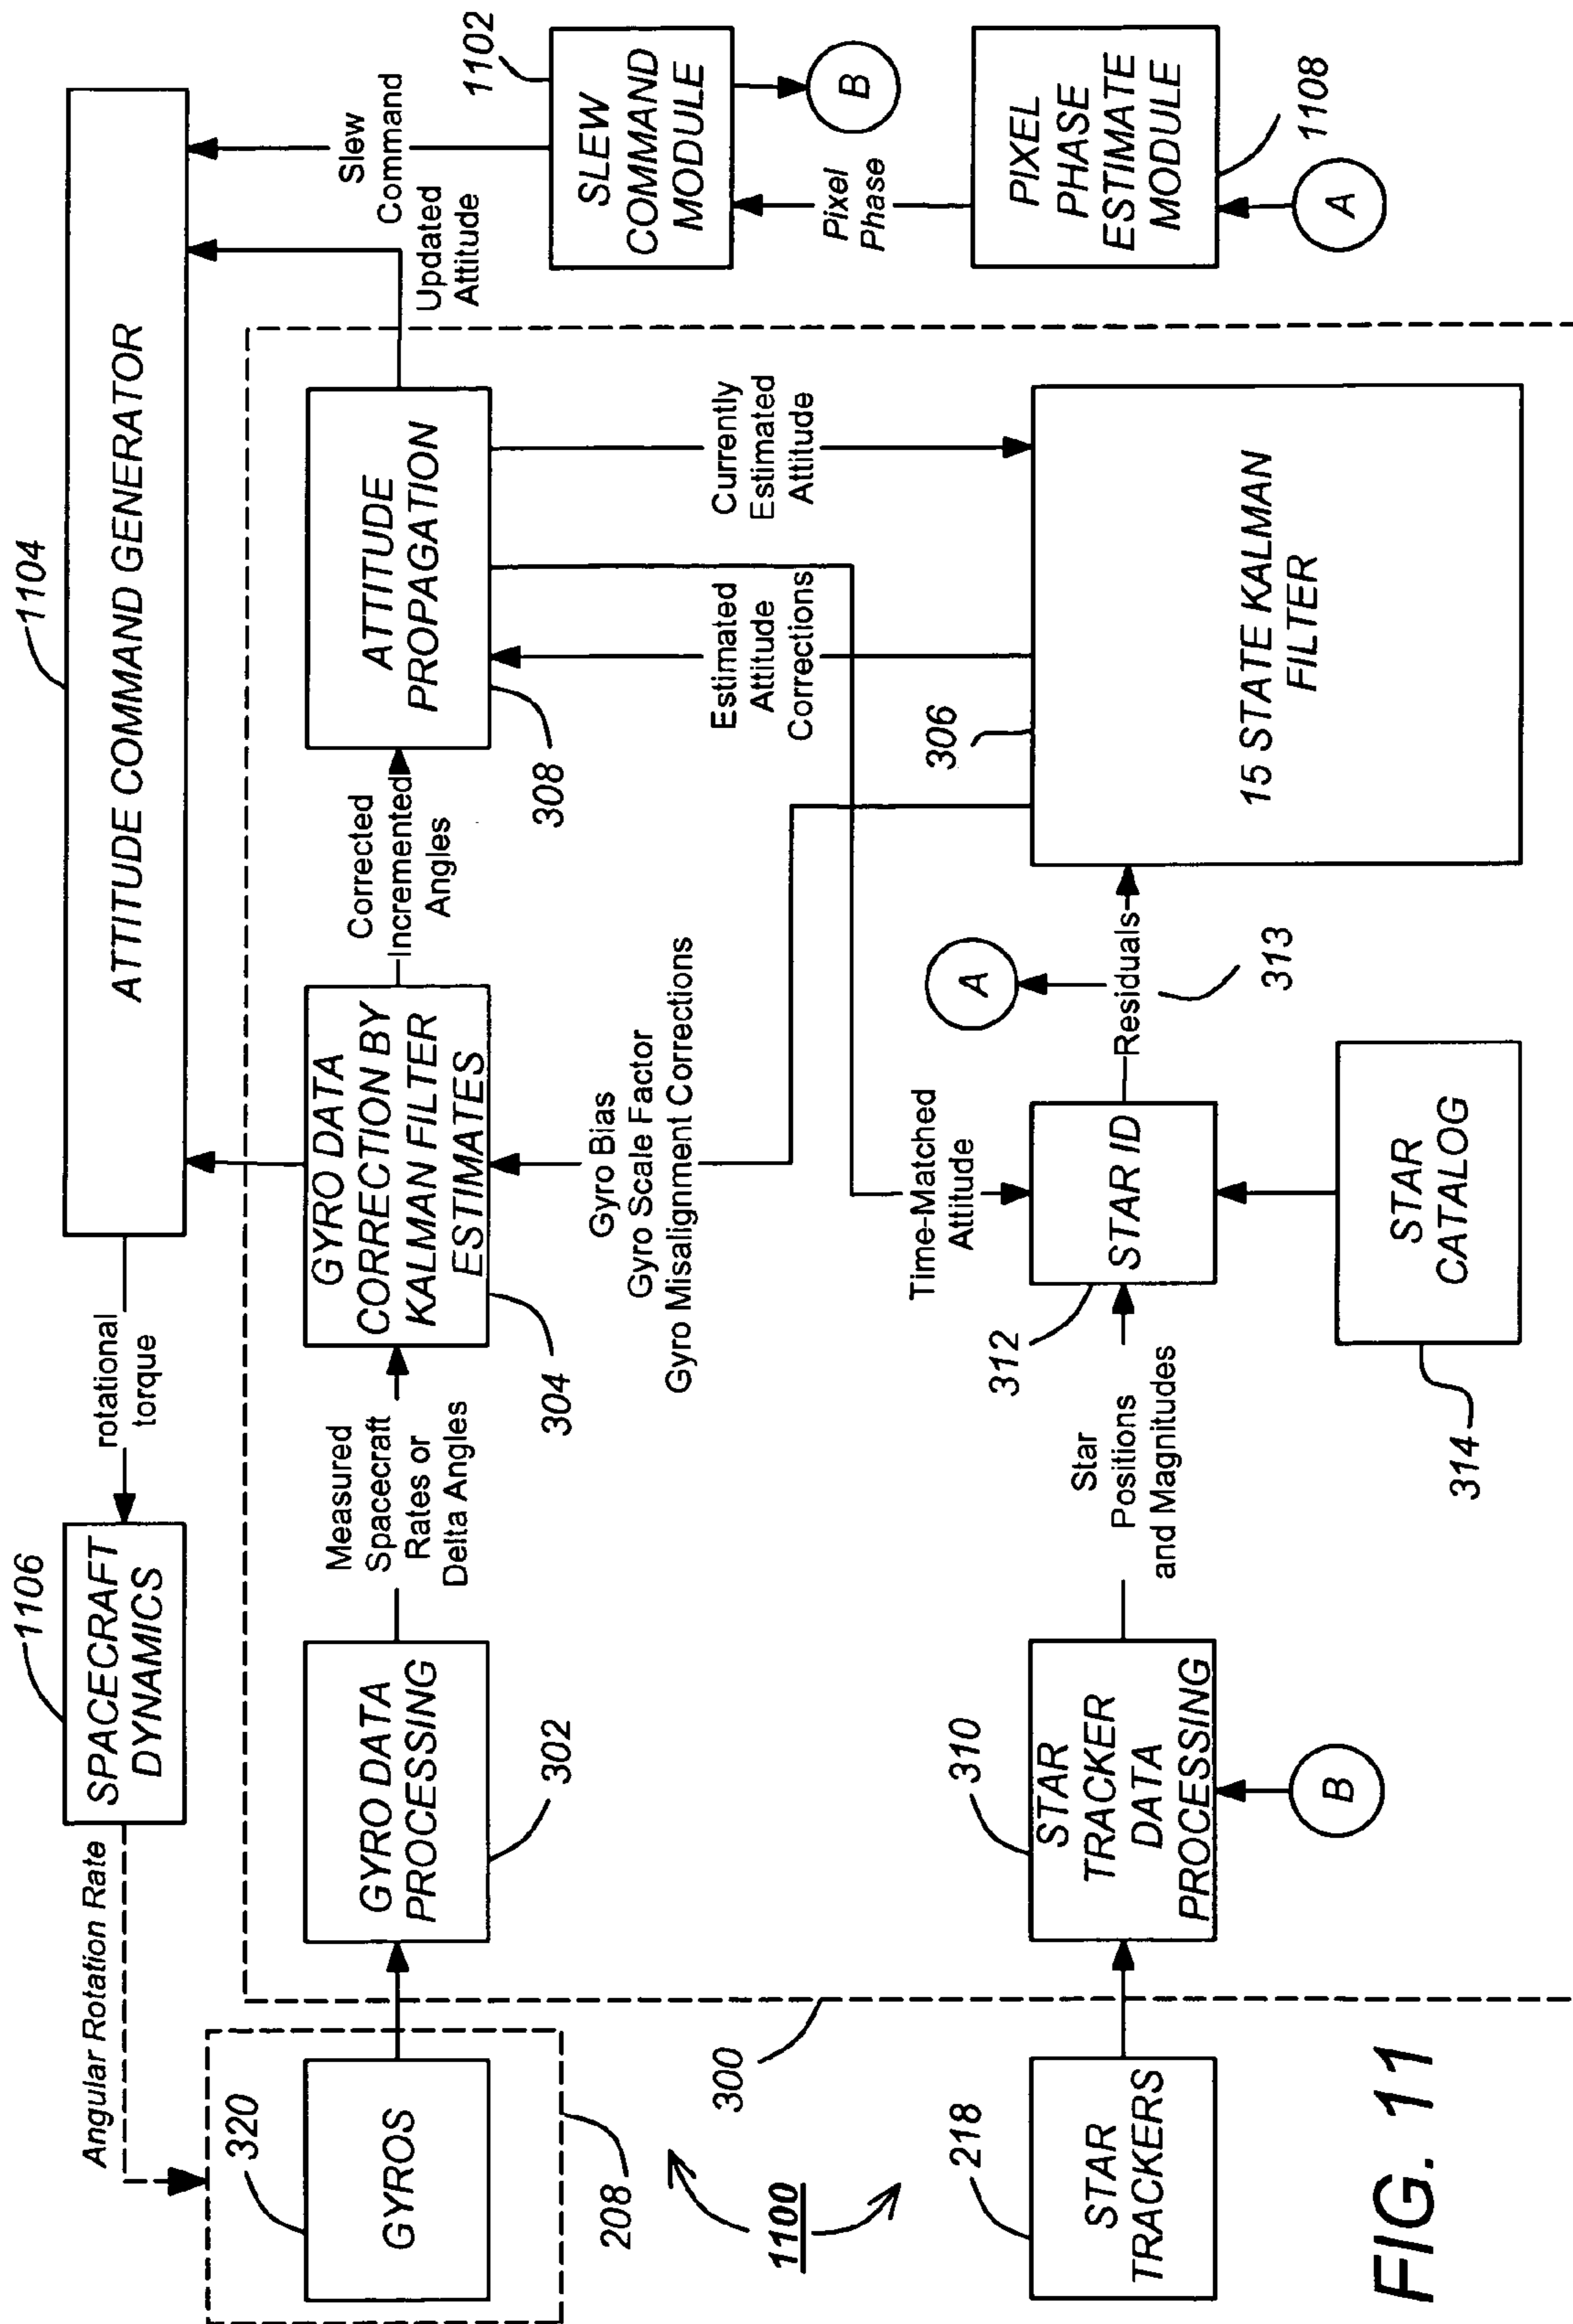 1106
SPACECRAFT
DYNAMICS
rotational
torque
1104
ATTITUDE COMMAND GENERATOR
Angular Rotation Rate
320
GYROS
208
GYRO DATA
PROCESSING
302
Measured
Spacecraft
Rates or
Delta Angles
GYRO DATA
CORRECTION BY
KALMAN FILTER
ESTIMATES
304
Corrected
Incremented
Angles
ATTITUDE
PROPAGATION
308
Updated
Attitude
Slew
Command
1102
SLEW
COMMAND
MODULE
B
Pixel
Phase
PIXEL
PHASE
ESTIMATE
MODULE
1108
A
300
1100
Gyro Bias
Gyro Scale Factor
Gyro Misalignment Corrections
Estimated
Attitude
Corrections
Currently
Estimated
Attitude
Time-Matched
Attitude
218
STAR
TRACKERS
310
STAR
TRACKER
DATA
PROCESSING
B
Star
Positions
and Magnitudes
312
STAR ID
A
Residuals
313
306
15 STATE KALMAN
FILTER
314
STAR
CATALOG
FIG. 11